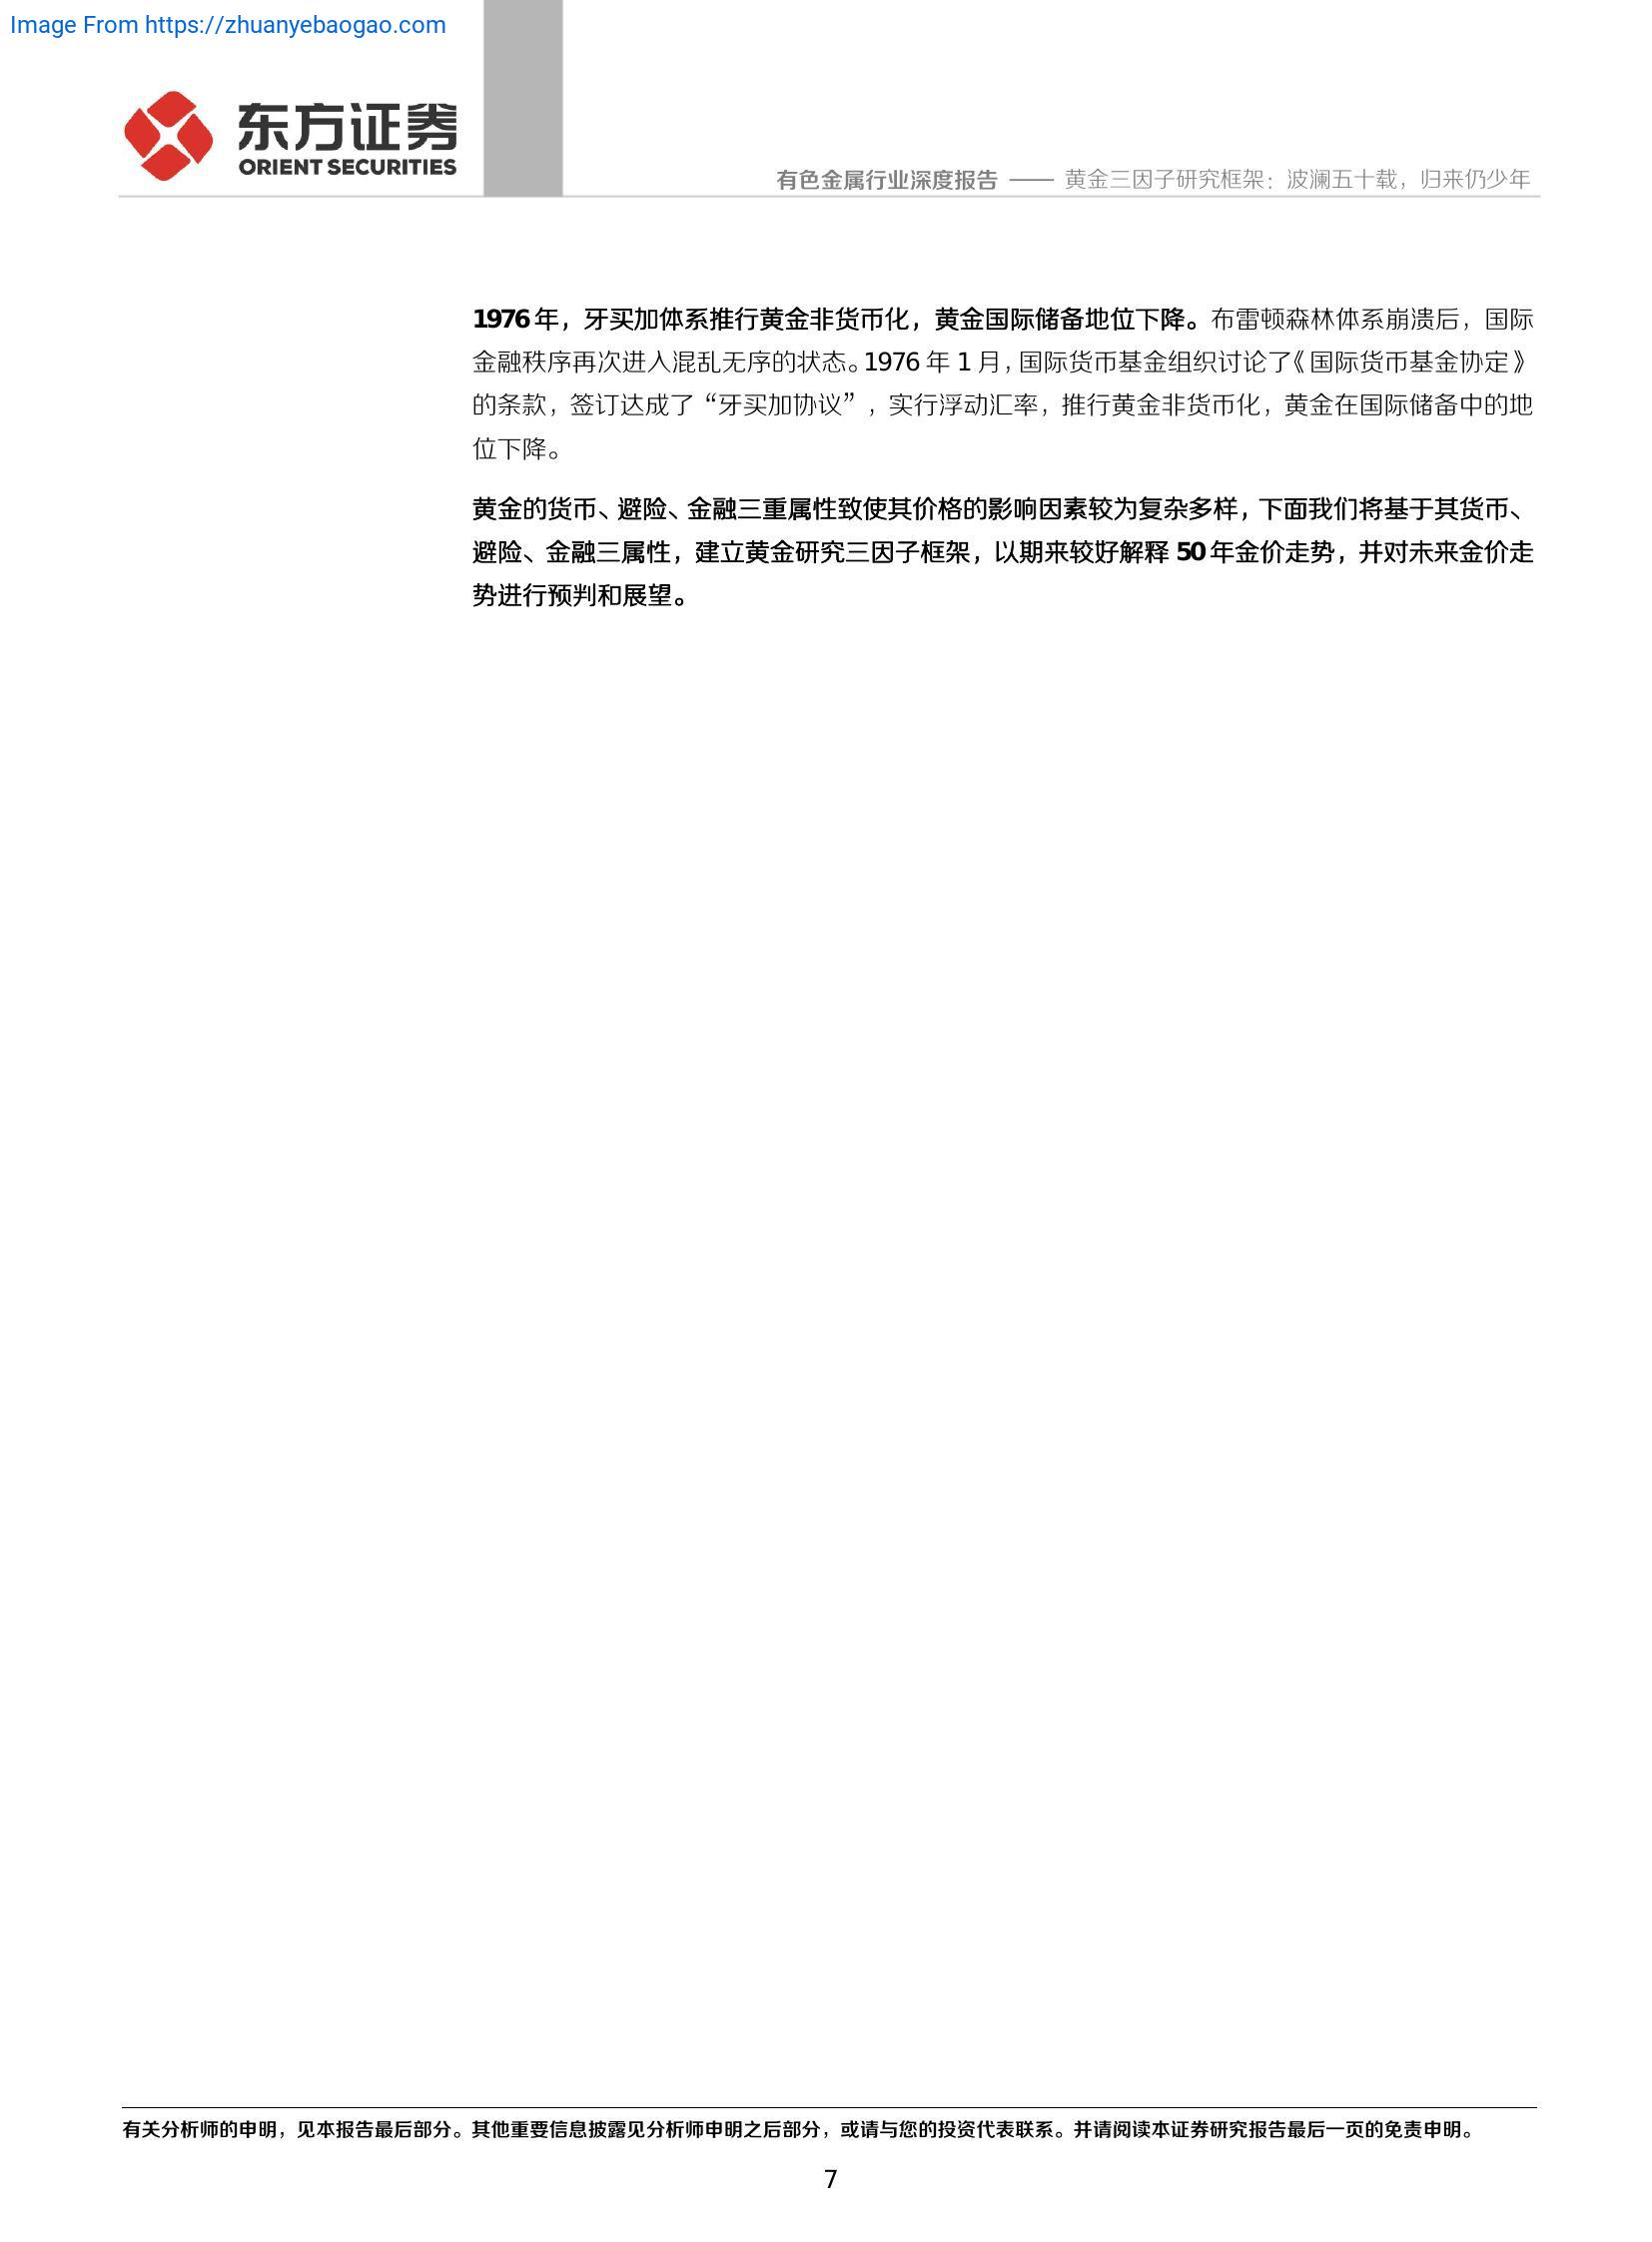 Image From https://zhuanyebaogao.com
东方证券
ORIENT SECURITIES
有色金属行业深度报告 —— 黄金三因子研究框架：波澜五十载，归来仍少年
1976 年，牙买加体系推行黄金非货币化，黄金国际储备地位下降。布雷顿森林体系崩溃后，国际
金融秩序再次进入混乱无序的状态。1976 年 1 月，国际货币基金组织讨论了《国际货币基金协定》
的条款，签订达成了“牙买加协议”，实行浮动汇率，推行黄金非货币化，黄金在国际储备中的地
位下降。
黄金的货币、避险、金融三重属性致使其价格的影响因素较为复杂多样，下面我们将基于其货币、
避险、金融三属性，建立黄金研究三因子框架，以期来较好解释 50 年金价走势，并对未来金价走
势进行预判和展望。
有关分析师的申明，见本报告最后部分。其他重要信息披露见分析师申明之后部分，或请与您的投资代表联系。并请阅读本证券研究报告最后一页的免责申明。
7